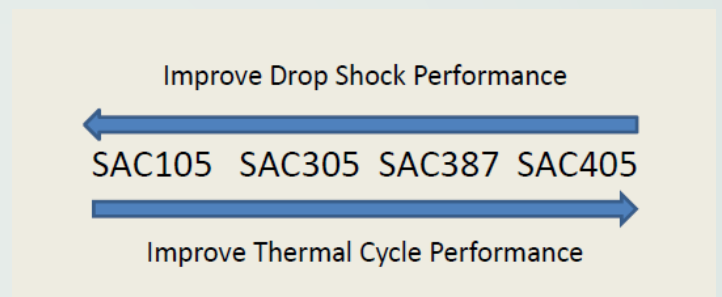 Improve Drop Shock Performance
SAC105 SAC305 SAC387 SAC405
Improve Thermal Cycle Performance